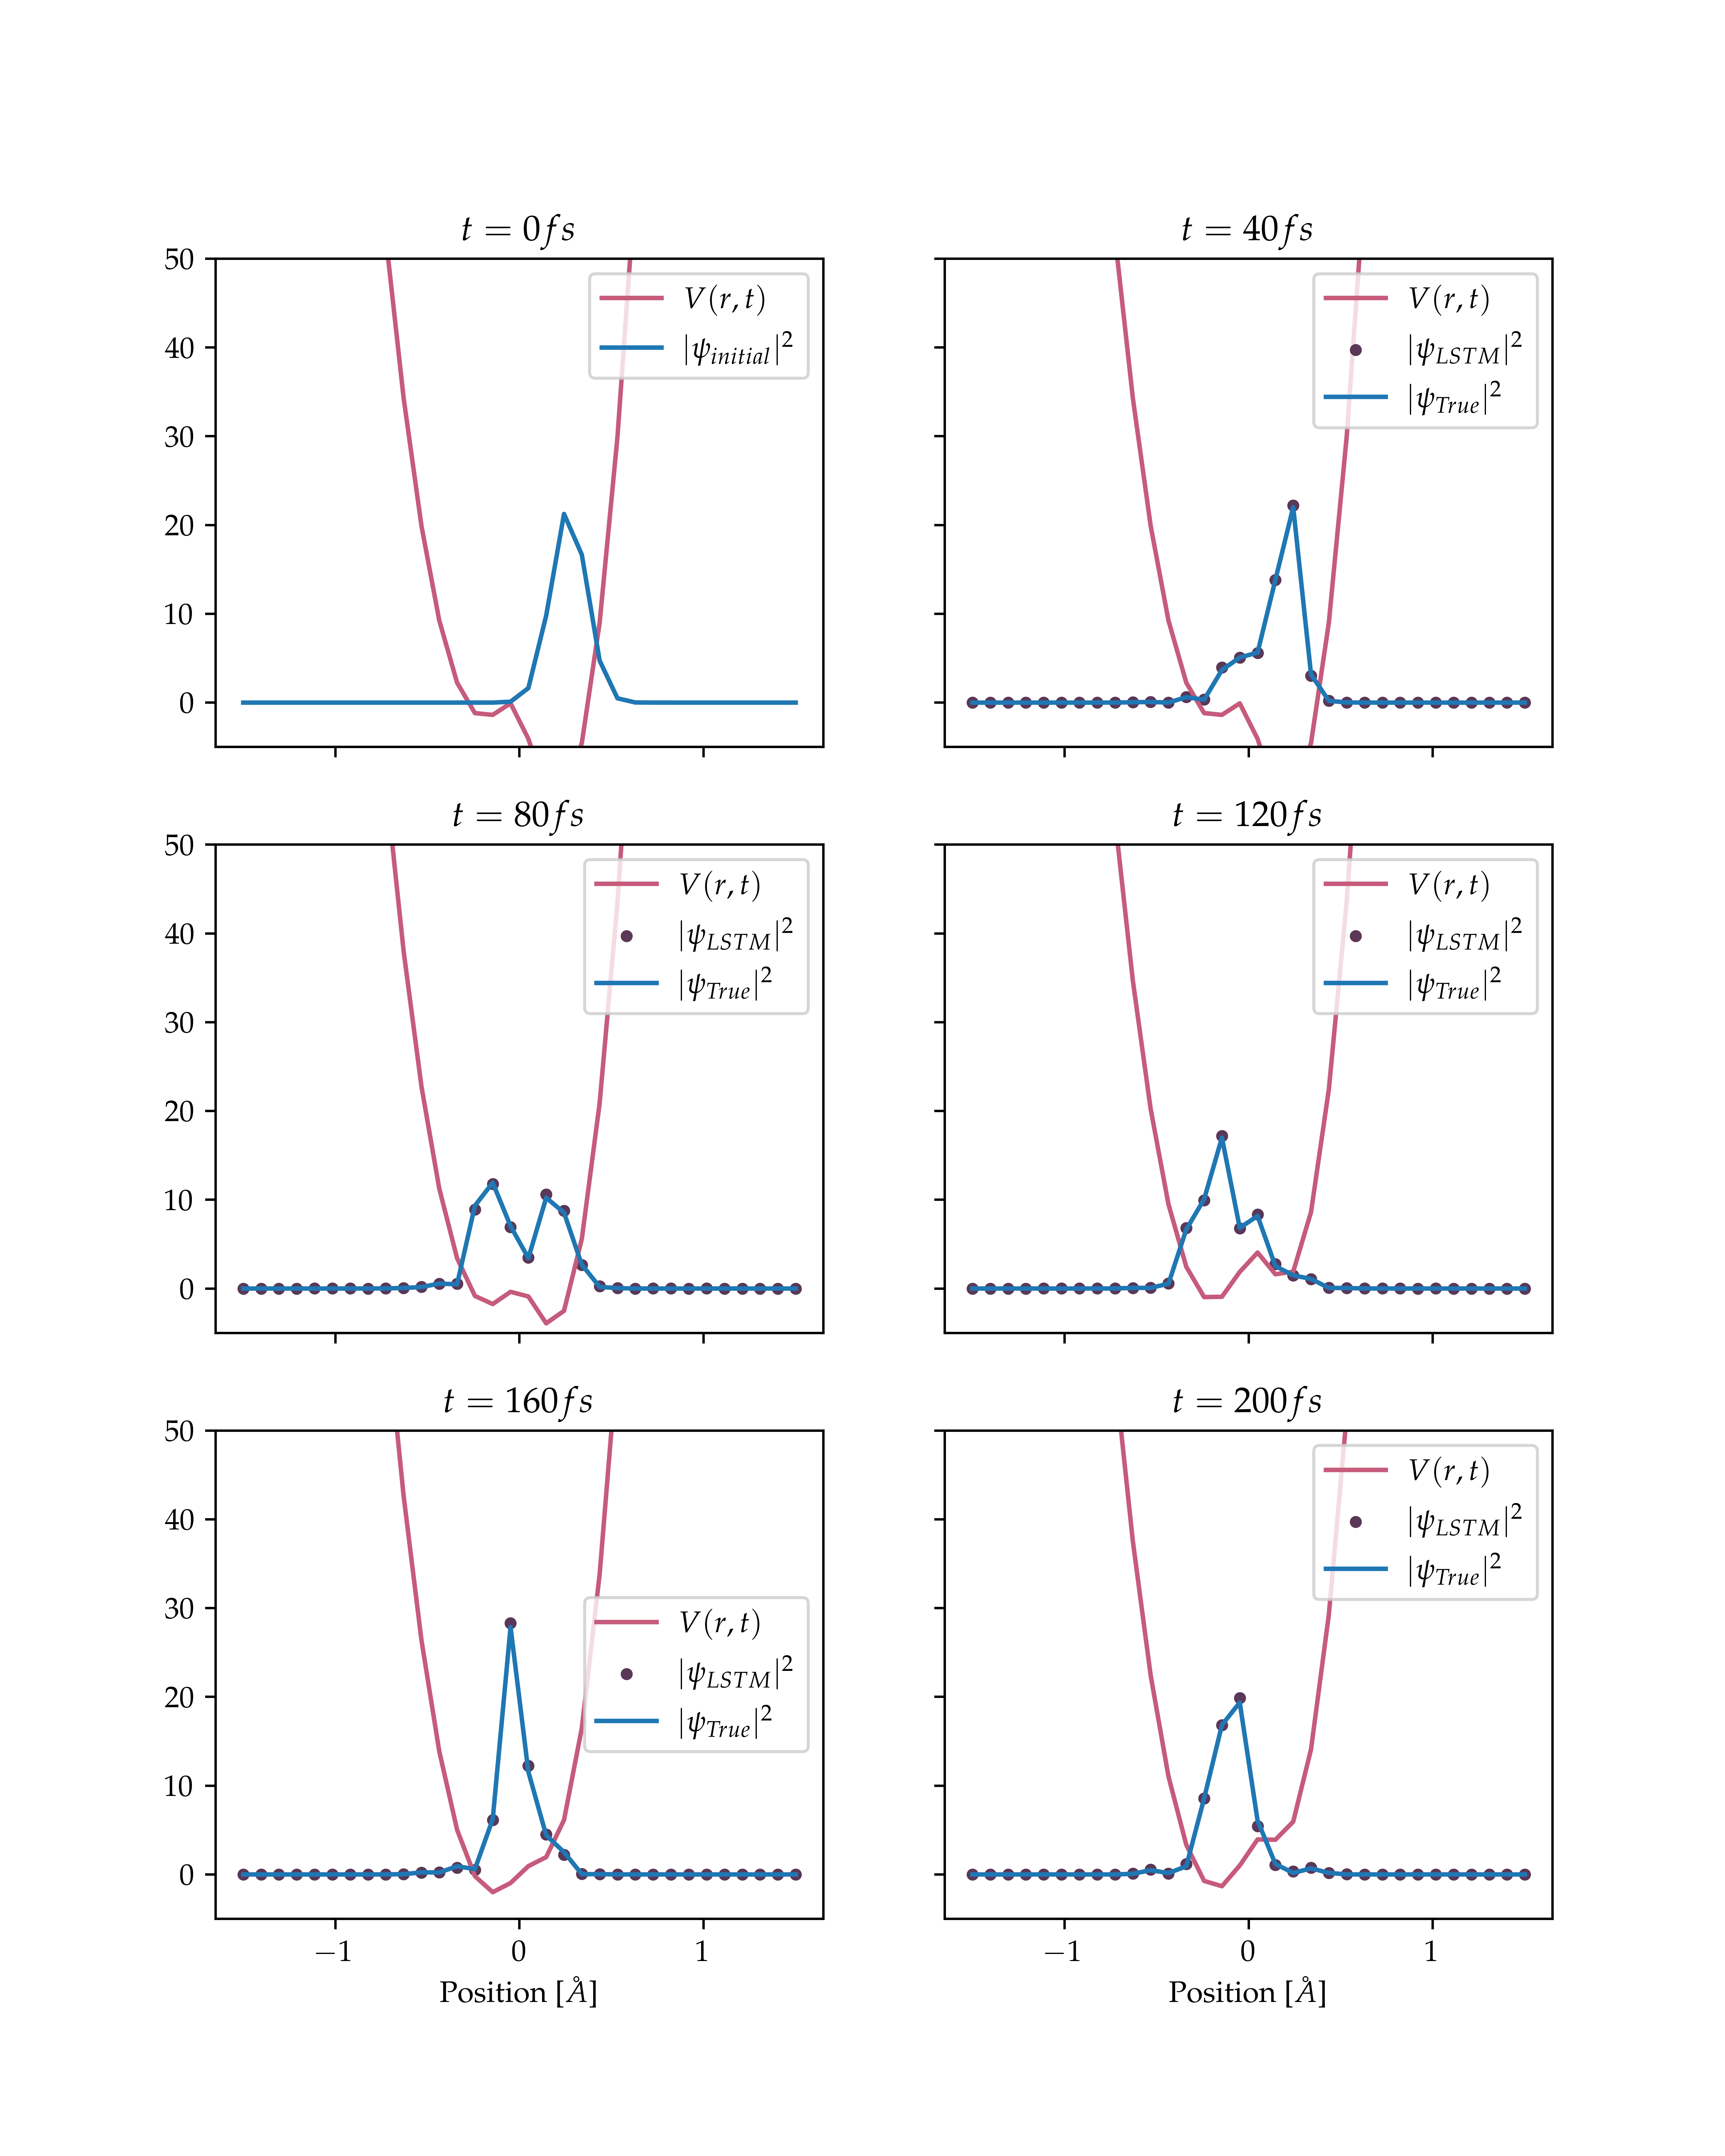 t = 0fs
50
40
30
20
10
0
V(r, t)
|ψ_initial|²
t = 40fs
V(r, t)
|ψ_LSTM|²
|ψ_True|²
t = 80fs
50
40
30
20
10
0
V(r, t)
|ψ_LSTM|²
|ψ_True|²
t = 120fs
V(r, t)
|ψ_LSTM|²
|ψ_True|²
t = 160fs
50
40
30
20
10
0
V(r, t)
|ψ_LSTM|²
|ψ_True|²
−1 0 1
Position [Å]
t = 200fs
V(r, t)
|ψ_LSTM|²
|ψ_True|²
−1 0 1
Position [Å]